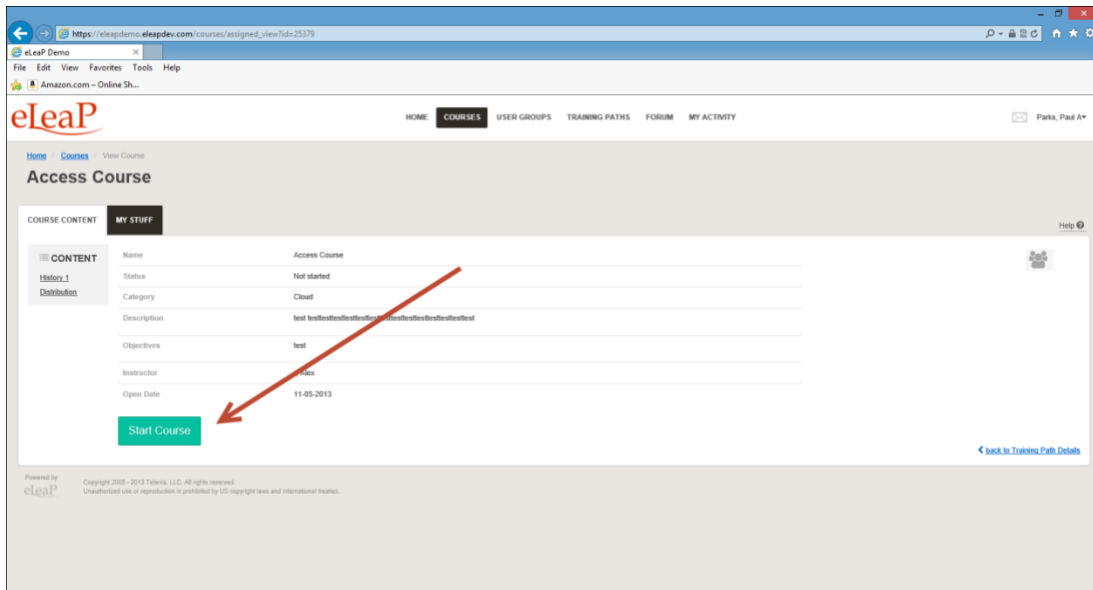 https://eleapdemo.eleapdev.com/courses/assigned_view?id=25379
eLeaP Demo
File Edit View Favorites Tools Help
Amazon.com – Online Sh...
eLeaP
HOME COURSES USER GROUPS TRAINING PATHS FORUM MY ACTIVITY
Parks, Paul A
Home / Courses / View Course
Access Course
COURSE CONTENT MY STUFF
Help
CONTENT
History 1
Distribution
Name Access Course
Status Not started
Category Cloud
Description test
Objectives test
Instructor
Open Date 11-05-2013
Start Course
back to Training Path Details
Powered by
eLeaP
Copyright 2005 - 2013 Telania, LLC. All rights reserved.
Unauthorized use or reproduction is prohibited by US copyright laws and international treaties.